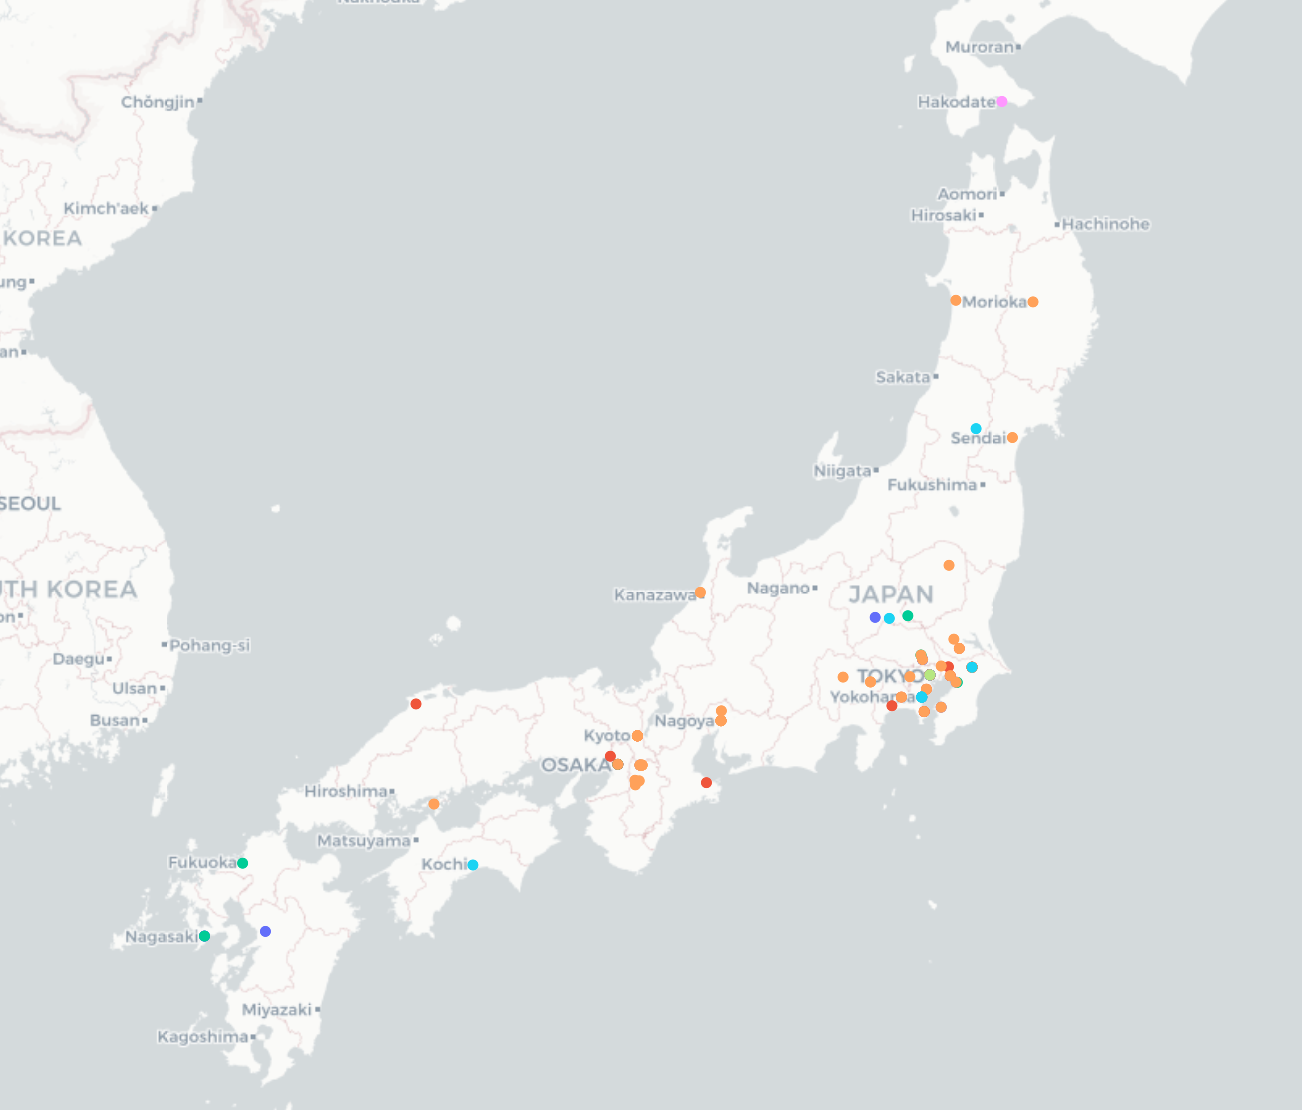 Nakhodka
Muroran
Chŏngjin
Hakodate
Aomori
Kimch'aek
Hirosaki
Hachinohe
KOREA
ung
Morioka
an
Sakata
Sendai
Niigata
Fukushima
SEOUL
Nagano
JAPAN
Kanazawa
TH KOREA
on
Pohang-si
Daegu
TOKYO
Ulsan
Yokohama
Busan
Nagoya
Kyoto
OSAKA
Hiroshima
Matsuyama
Fukuoka
Kochi
Nagasaki
Miyazaki
Kagoshima